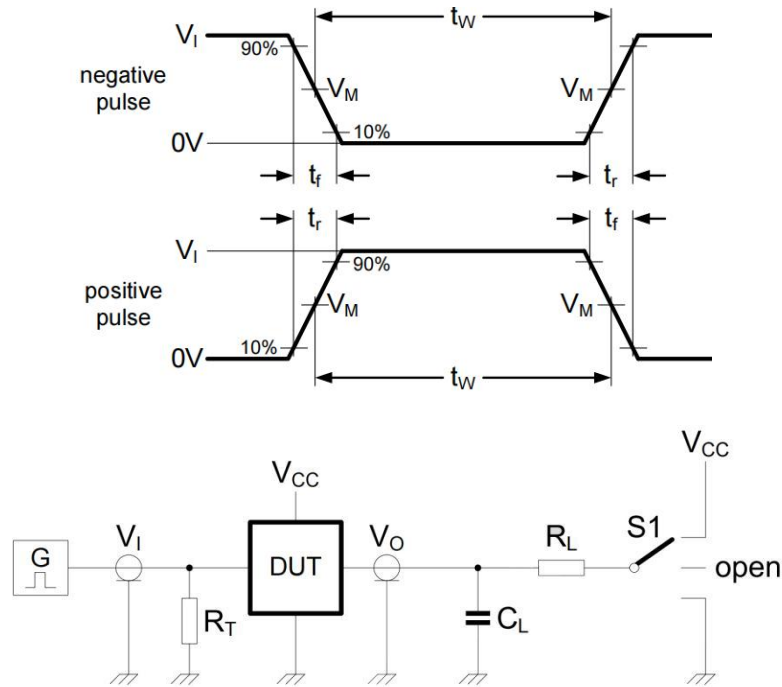 V_I
90%
t_W
negative
pulse
V_M
V_M
10%
0V
t_f
t_r
t_r
t_f
V_I
90%
positive
pulse
V_M
V_M
10%
0V
t_W
V_CC
V_CC
G
V_I
DUT
V_O
R_L
S1
open
R_T
C_L